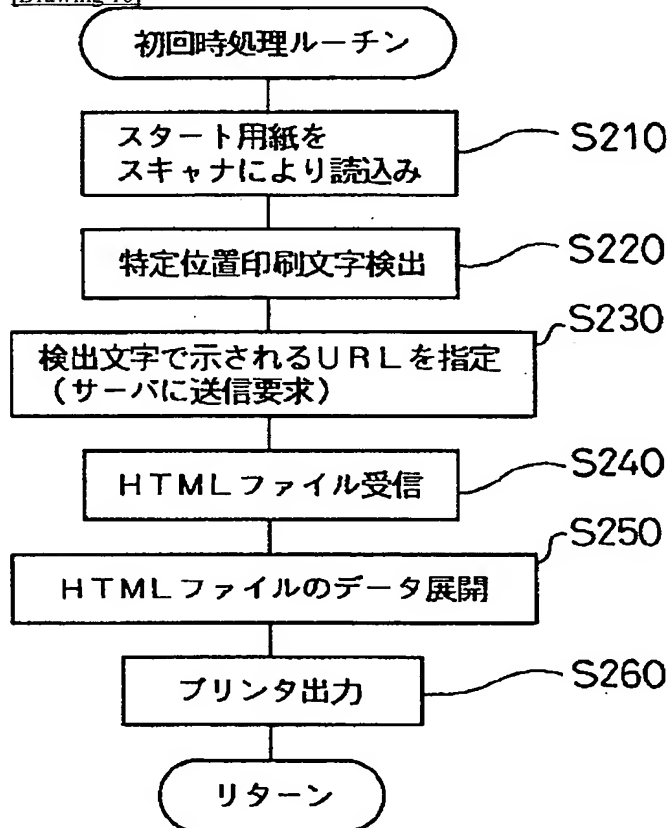 初回時処理ルーチン
スタート用紙を
スキャナにより読込み
S210
特定位置印刷文字検出
S220
検出文字で示されるURLを指定
(サーバに送信要求)
S230
HTMLファイル受信
S240
HTMLファイルのデータ展開
S250
プリンタ出力
S260
リターン